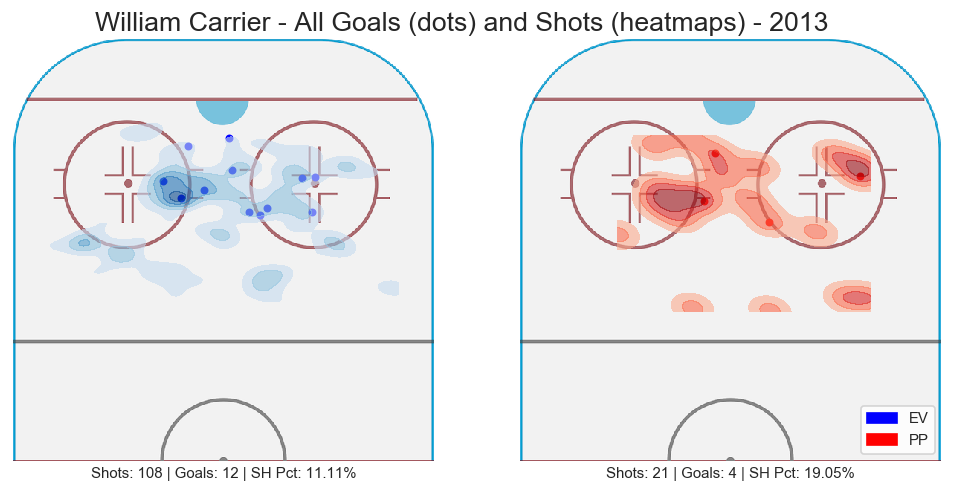 William Carrier - All Goals (dots) and Shots (heatmaps) - 2013
EV
PP
Shots: 108 | Goals: 12 | SH Pct: 11.11%
Shots: 21 | Goals: 4 | SH Pct: 19.05%